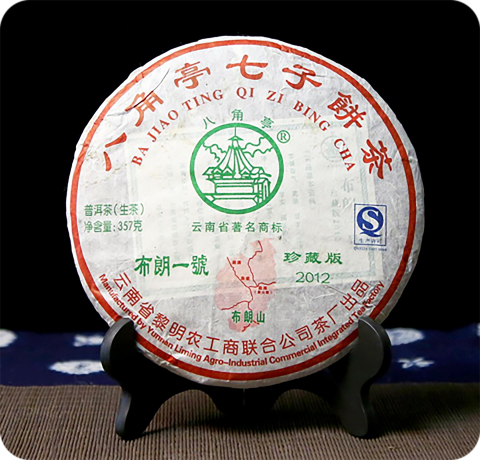 八角亭七子餅茶
BA JIAO TING QI ZI BING CHA
八角亭
®
云南省著名商标
普洱茶(生茶)
净含量:357克
布朗一號
珍藏版
2012
布朗山
云南省黎明农工商联合公司茶厂出品
Manufactured by Yunnan Liming Agro-Industrial Commercial Integrated Tea Factory